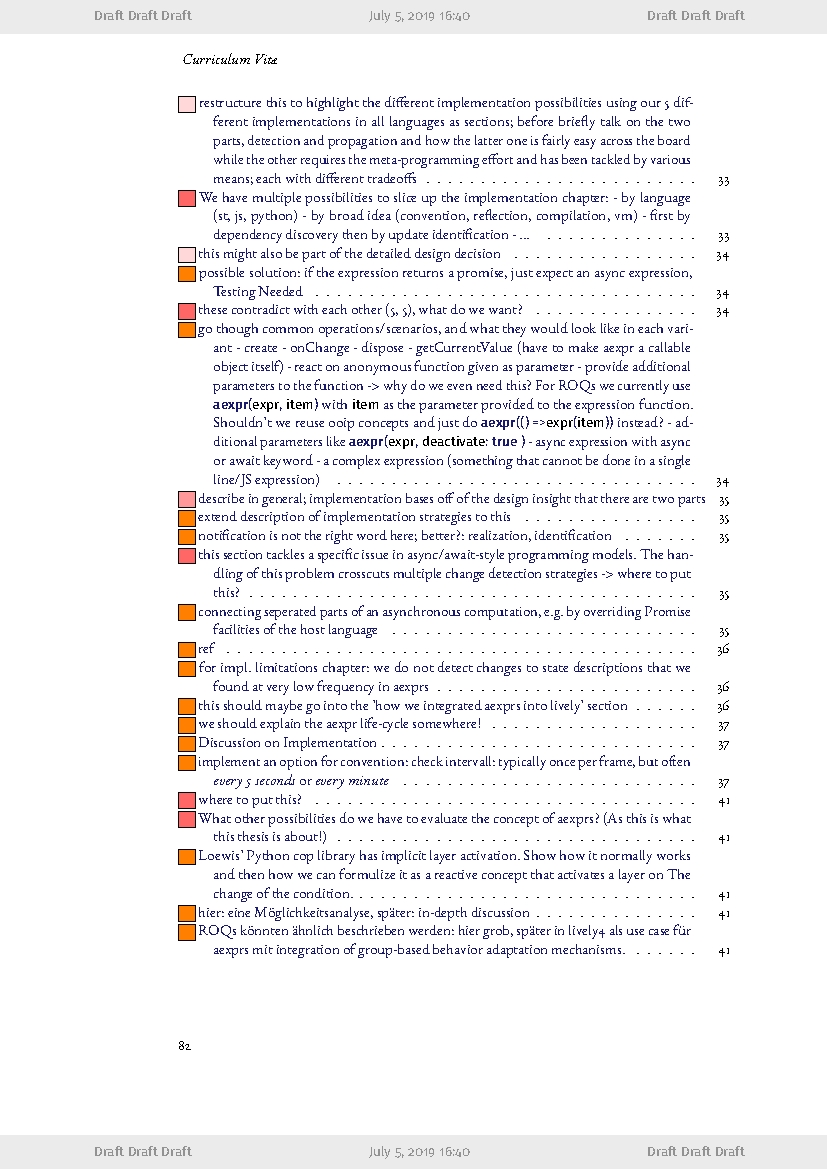 Draft Draft Draft July 5, 2019 16:40 Draft Draft Draft
Curriculum Vitæ
restructure this to highlight the different implementation possibilities using our 5 dif-
ferent implementations in all languages as sections; before briefly talk on the two
parts, detection and propagation and how the latter one is fairly easy across the board
while the other requires the meta-programming effort and has been tackled by various
means; each with different tradeoffs . . . . . . . . . . . . . . . . . . . . . . . . . 33
We have multiple possibilities to slice up the implementation chapter: - by language
(st, js, python) - by broad idea (convention, reflection, compilation, vm) - first by
dependency discovery then by update identification - ... . . . . . . . . . . . . . . 33
this might also be part of the detailed design decision . . . . . . . . . . . . . . . . . 34
possible solution: if the expression returns a promise, just expect an async expression,
Testing Needed . . . . . . . . . . . . . . . . . . . . . . . . . . . . . . . . . . . 34
these contradict with each other (5, 5), what do we want? . . . . . . . . . . . . . . . 34
go though common operations/scenarios, and what they would look like in each vari-
ant - create - onChange - dispose - getCurrentValue (have to make aexpr a callable
object itself) - react on anonymous function given as parameter - provide additional
parameters to the function -> why do we even need this? For ROQs we currently use
aexpr(expr, item) with item as the parameter provided to the expression function.
Shouldn't we reuse ooip concepts and just do aexpr(() =>expr(item)) instead? - ad-
ditional parameters like aexpr(expr, deactivate: true ) - async expression with async
or await keyword - a complex expression (something that cannot be done in a single
line/JS expression) . . . . . . . . . . . . . . . . . . . . . . . . . . . . . . . . . 34
describe in general; implementation bases off of the design insight that there are two parts 35
extend description of implementation strategies to this . . . . . . . . . . . . . . . . 35
notification is not the right word here; better?: realization, identification . . . . . . . 35
this section tackles a specific issue in async/await-style programming models. The han-
dling of this problem crosscuts multiple change detection strategies -> where to put
this? . . . . . . . . . . . . . . . . . . . . . . . . . . . . . . . . . . . . . . . . . 35
connecting seperated parts of an asynchronous computation, e.g. by overriding Promise
facilities of the host language . . . . . . . . . . . . . . . . . . . . . . . . . . . . 35
ref . . . . . . . . . . . . . . . . . . . . . . . . . . . . . . . . . . . . . . . . . . . 36
for impl. limitations chapter: we do not detect changes to state descriptions that we
found at very low frequency in aexprs . . . . . . . . . . . . . . . . . . . . . . . . 36
this should maybe go into the 'how we integrated aexprs into lively' section . . . . . . 36
we should explain the aexpr life-cycle somewhere! . . . . . . . . . . . . . . . . . . . 37
Discussion on Implementation . . . . . . . . . . . . . . . . . . . . . . . . . . . . . 37
implement an option for convention: check intervall: typically once per frame, but often
every 5 seconds or every minute . . . . . . . . . . . . . . . . . . . . . . . . . . . 37
where to put this? . . . . . . . . . . . . . . . . . . . . . . . . . . . . . . . . . . . 41
What other possibilities do we have to evaluate the concept of aexprs? (As this is what
this thesis is about!) . . . . . . . . . . . . . . . . . . . . . . . . . . . . . . . . . 41
Loewis' Python cop library has implicit layer activation. Show how it normally works
and then how we can formulize it as a reactive concept that activates a layer on The
change of the condition. . . . . . . . . . . . . . . . . . . . . . . . . . . . . . . . 41
hier: eine Möglichkeitsanalyse, später: in-depth discussion . . . . . . . . . . . . . . . 41
ROQs könnten ähnlich beschrieben werden: hier grob, später in lively4 als use case für
aexprs mit integration of group-based behavior adaptation mechanisms. . . . . . . 41
82
Draft Draft Draft July 5, 2019 16:40 Draft Draft Draft